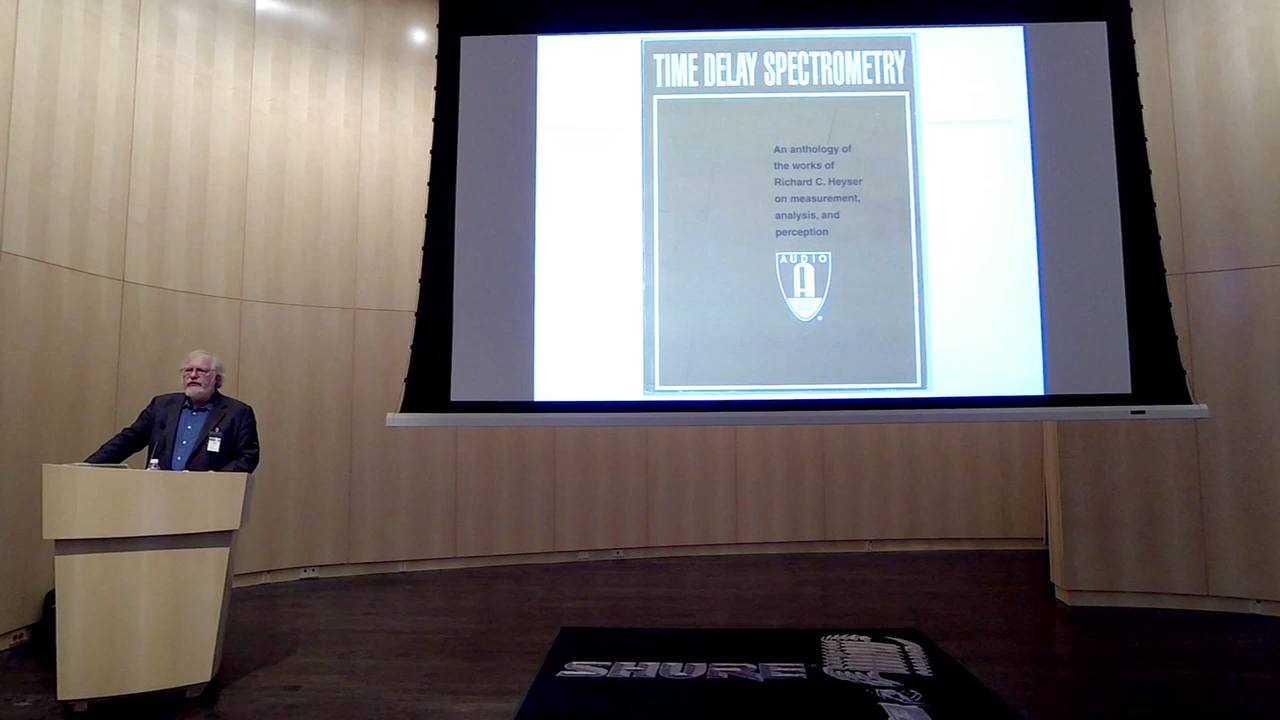 TIME DELAY SPECTROMETRY
An anthology of
the works of
Richard C. Heyser
on measurement,
analysis, and
perception
AUDIO
A
SHURE